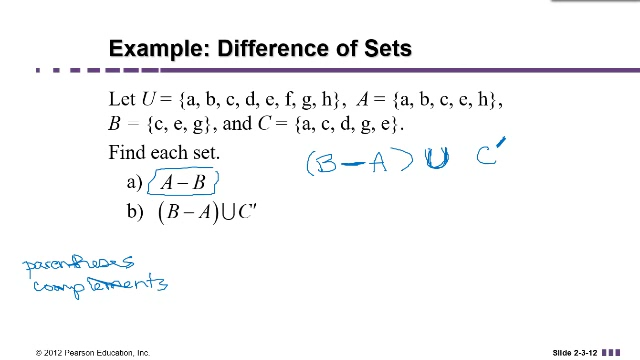 Example: Difference of Sets
Let U = {a, b, c, d, e, f, g, h}, A = {a, b, c, e, h},
B = {c, e, g}, and C = {a, c, d, g, e}.
Find each set.
(B − A) ∪ C′
a) A − B
b) (B − A) ∪ C′
parentheses
complements
© 2012 Pearson Education, Inc.
Slide 2-3-12